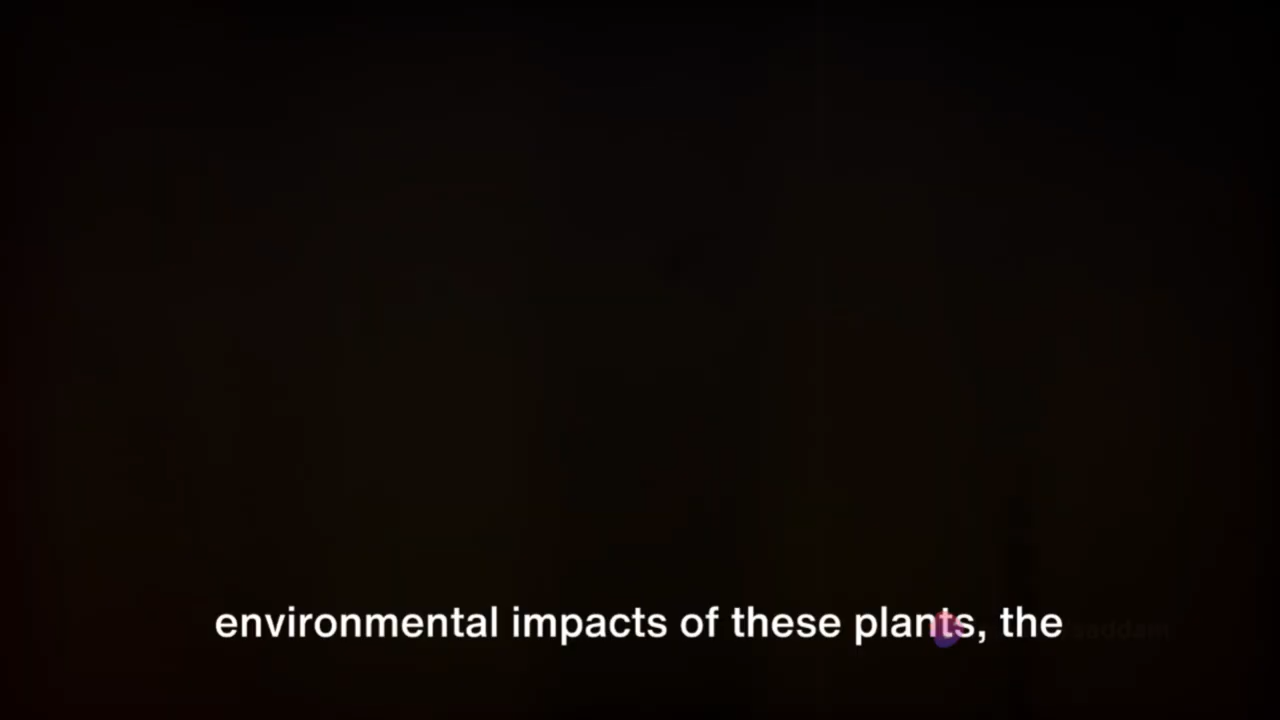 environmental impacts of these plants, the